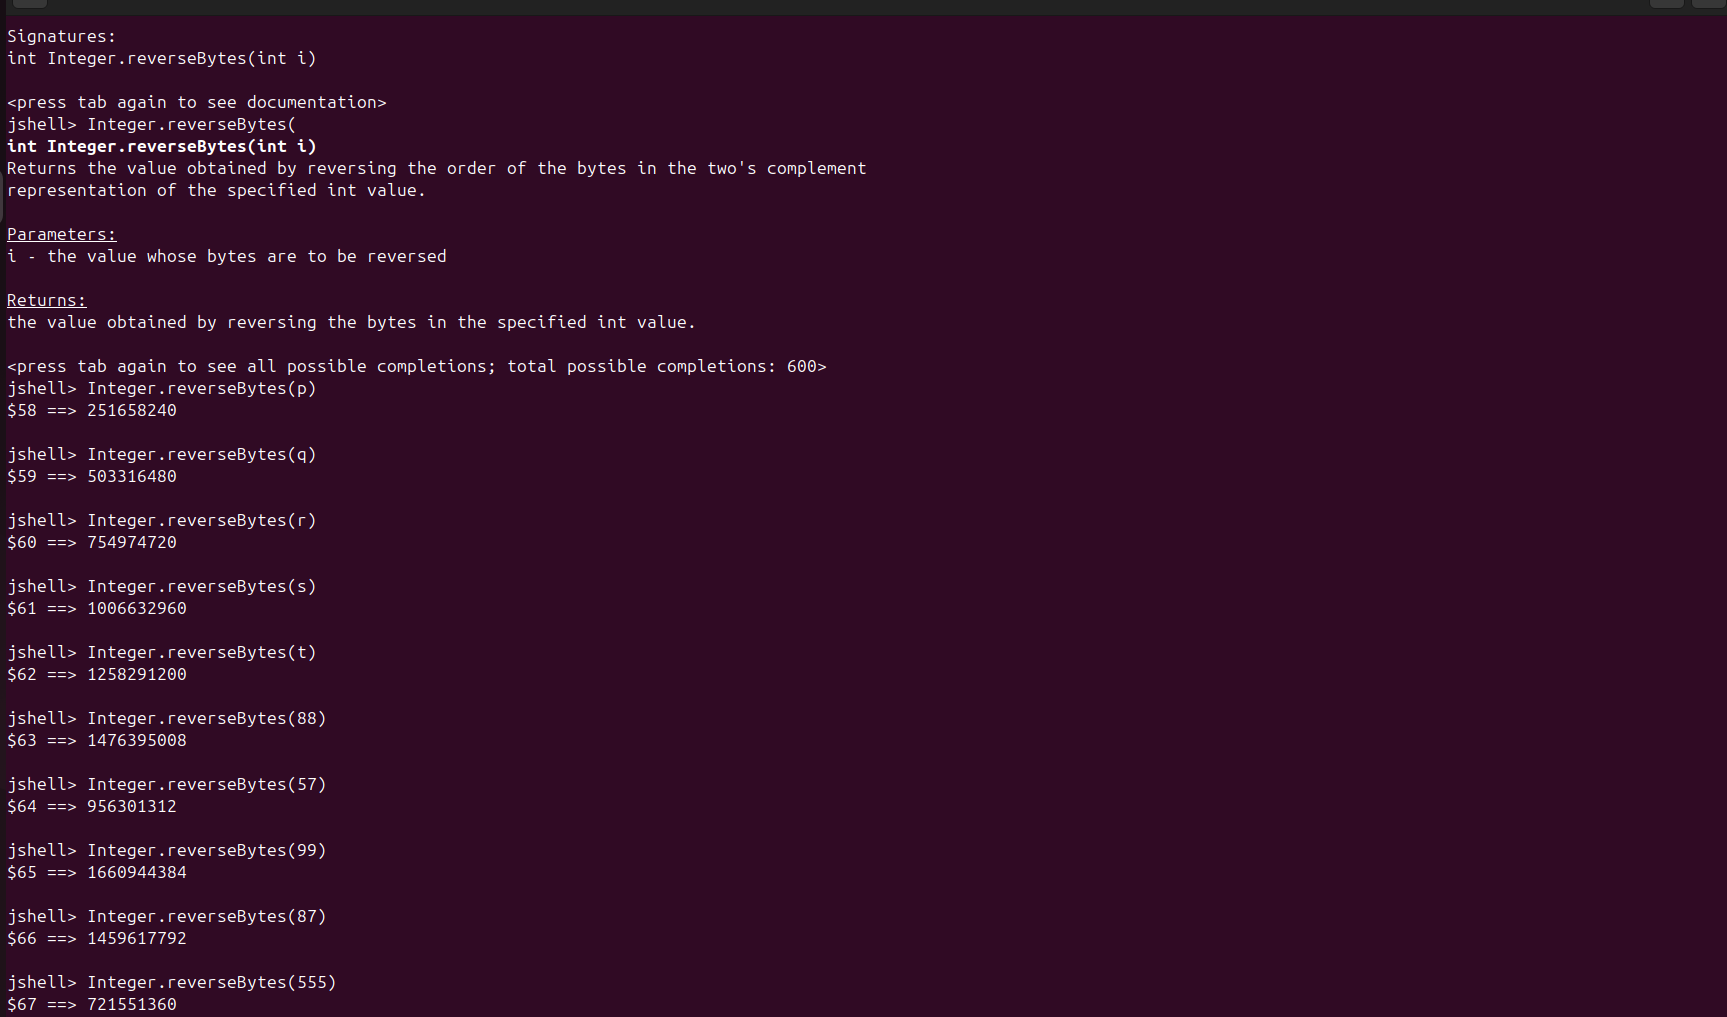 Signatures:
int Integer.reverseBytes(int i)
<press tab again to see documentation>
jshell> Integer.reverseBytes(
int Integer.reverseBytes(int i)
Returns the value obtained by reversing the order of the bytes in the two's complement
representation of the specified int value.
Parameters:
i - the value whose bytes are to be reversed
Returns:
the value obtained by reversing the bytes in the specified int value.
<press tab again to see all possible completions; total possible completions: 600>
jshell> Integer.reverseBytes(p)
$58 ==> 251658240
jshell> Integer.reverseBytes(q)
$59 ==> 503316480
jshell> Integer.reverseBytes(r)
$60 ==> 754974720
jshell> Integer.reverseBytes(s)
$61 ==> 1006632960
jshell> Integer.reverseBytes(t)
$62 ==> 1258291200
jshell> Integer.reverseBytes(88)
$63 ==> 1476395008
jshell> Integer.reverseBytes(57)
$64 ==> 956301312
jshell> Integer.reverseBytes(99)
$65 ==> 1660944384
jshell> Integer.reverseBytes(87)
$66 ==> 1459617792
jshell> Integer.reverseBytes(555)
$67 ==> 721551360